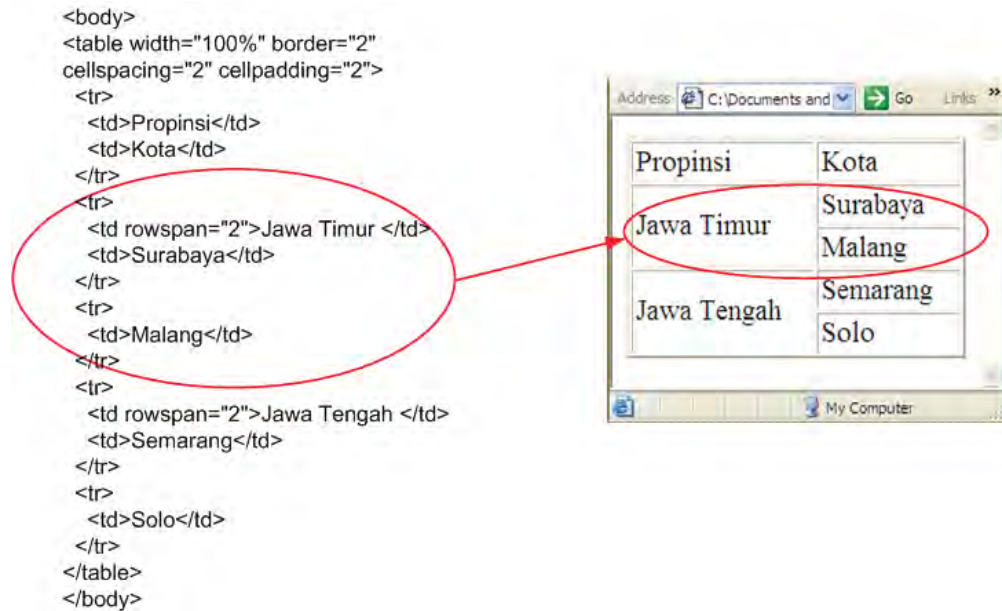 <body>
<table width="100%" border="2"
cellspacing="2" cellpadding="2">
<tr>
<td>Propinsi</td>
<td>Kota</td>
</tr>
<tr>
<td rowspan="2">Jawa Timur </td>
<td>Surabaya</td>
</tr>
<tr>
<td>Malang</td>
</tr>
<tr>
<td rowspan="2">Jawa Tengah </td>
<td>Semarang</td>
</tr>
<tr>
<td>Solo</td>
</tr>
</table>
</body>
Address C:\Documents and Go Links »
Propinsi Kota
Jawa Timur Surabaya
Malang
Jawa Tengah Semarang
Solo
My Computer